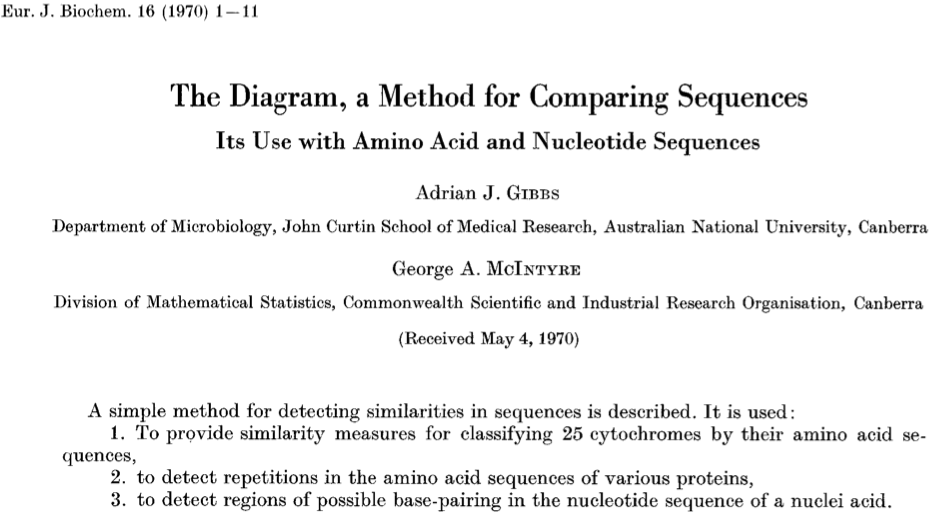 Eur. J. Biochem. 16 (1970) 1—11
The Diagram, a Method for Comparing Sequences
Its Use with Amino Acid and Nucleotide Sequences
Adrian J. GIBBS
Department of Microbiology, John Curtin School of Medical Research, Australian National University, Canberra
George A. McINTYRE
Division of Mathematical Statistics, Commonwealth Scientific and Industrial Research Organisation, Canberra
(Received May 4, 1970)
A simple method for detecting similarities in sequences is described. It is used:
1. To provide similarity measures for classifying 25 cytochromes by their amino acid se-
quences,
2. to detect repetitions in the amino acid sequences of various proteins,
3. to detect regions of possible base-pairing in the nucleotide sequence of a nuclei acid.